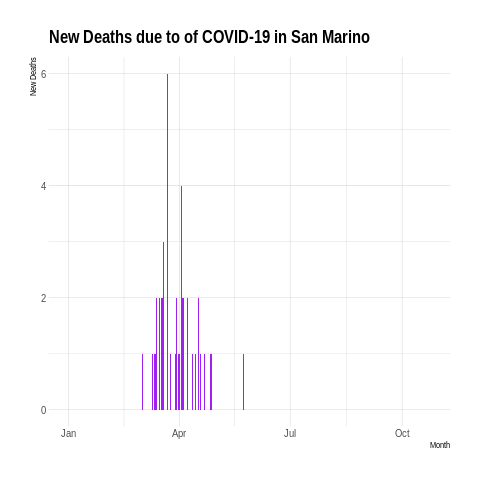 New Deaths due to of COVID-19 in San Marino
New Deaths
6
4
2
0
Jan Apr Jul Oct
Month